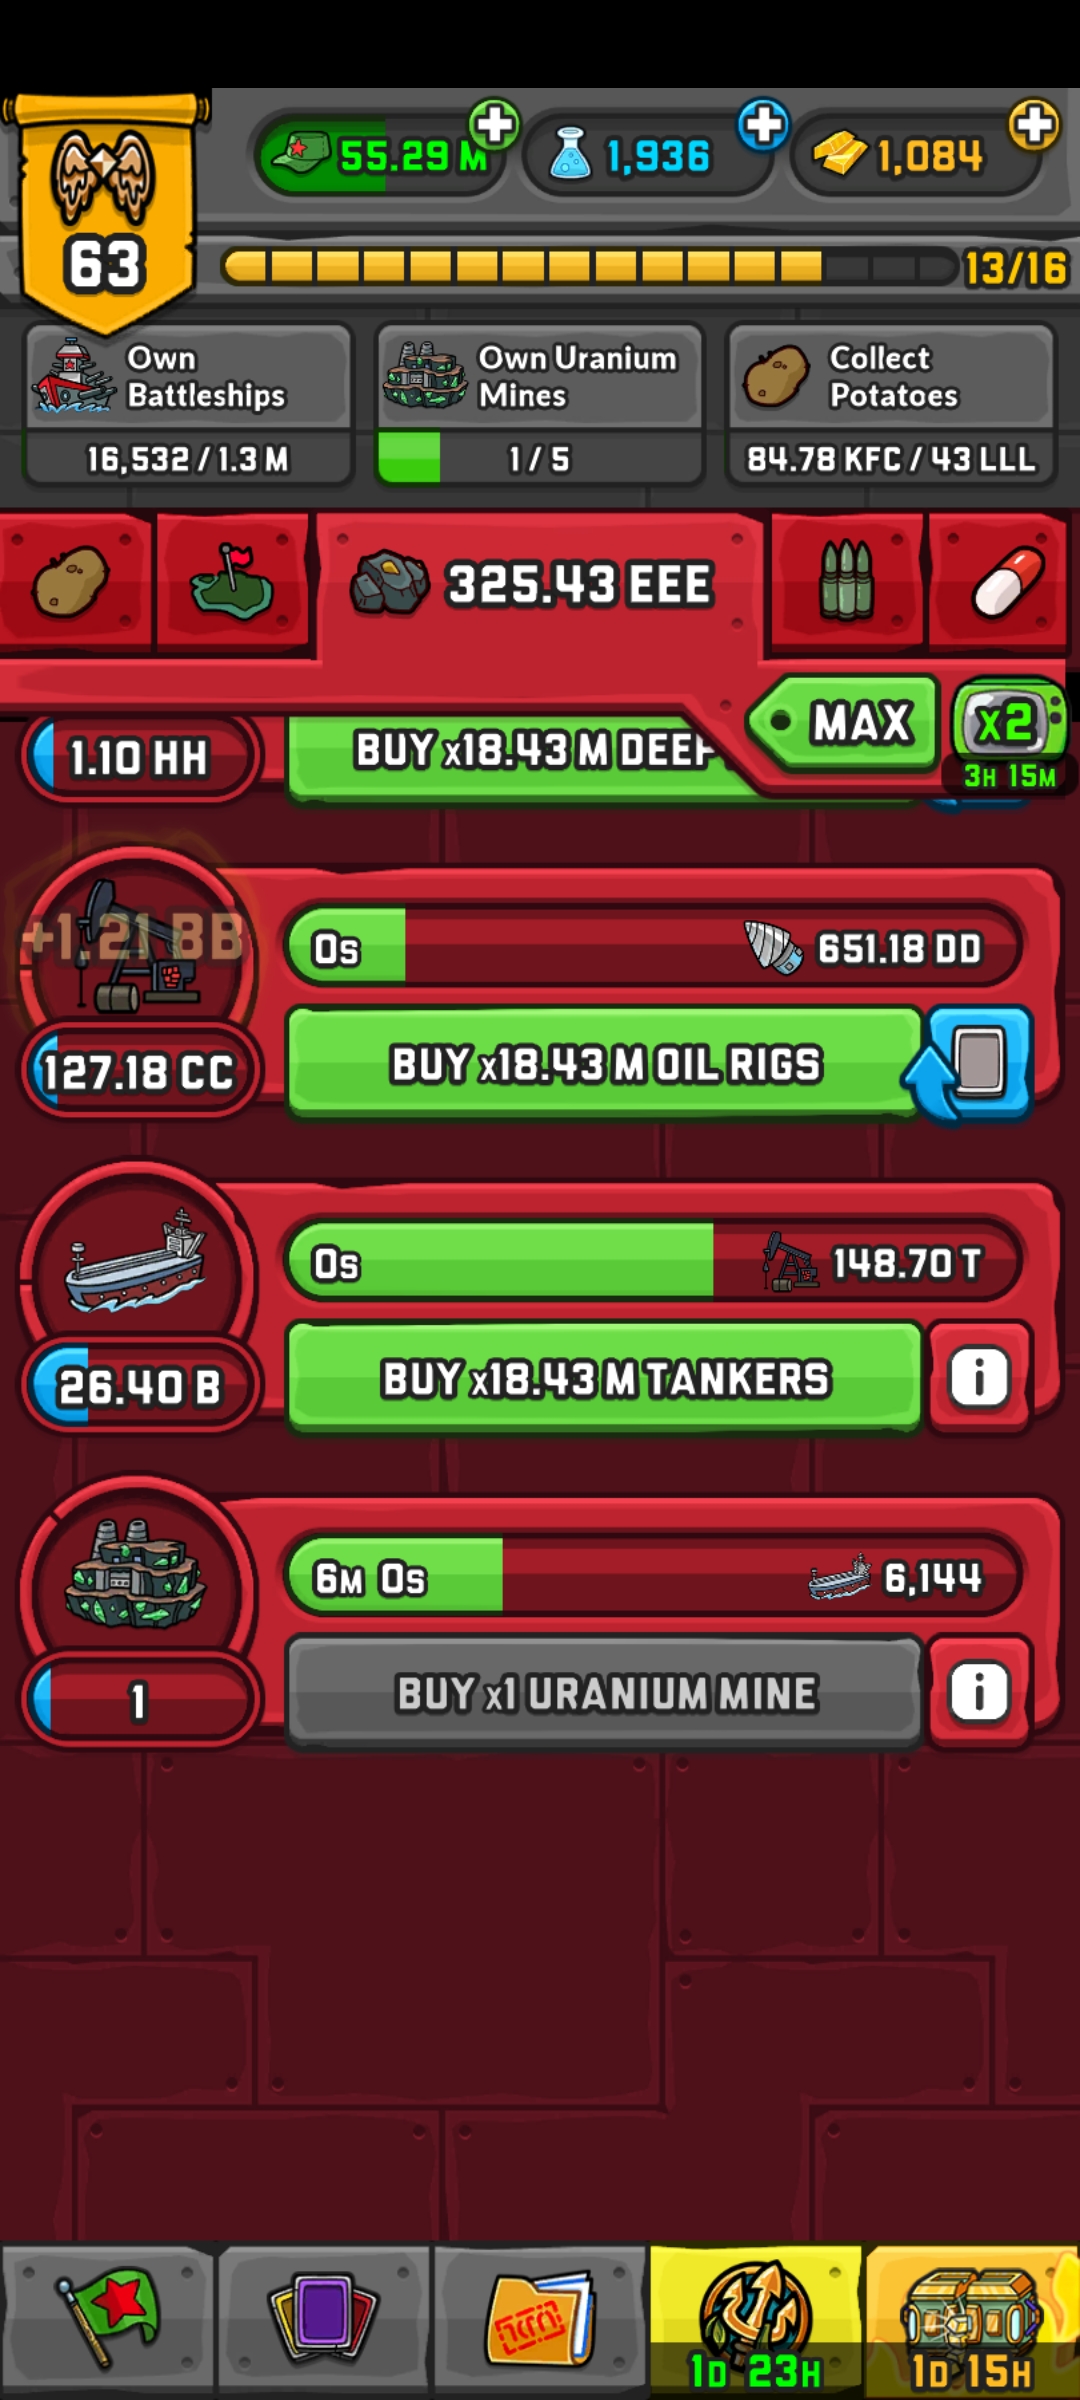 63
55.29 M
1,936
1,084
13/16
Own Battleships
16,532 / 1.3 M
Own Uranium Mines
1 / 5
Collect Potatoes
84.78 KFC / 43 LLL
325.43 EEE
MAX
x2
3H 15M
1.10 HH
BUY x18.43 M DEEP
+1.21 BB
0s
651.18 DD
127.18 CC
BUY x18.43 M OIL RIGS
0s
148.70 T
26.40 B
BUY x18.43 M TANKERS
i
6M 0s
6,144
1
BUY x1 URANIUM MINE
i
1D 23H
1D 15H